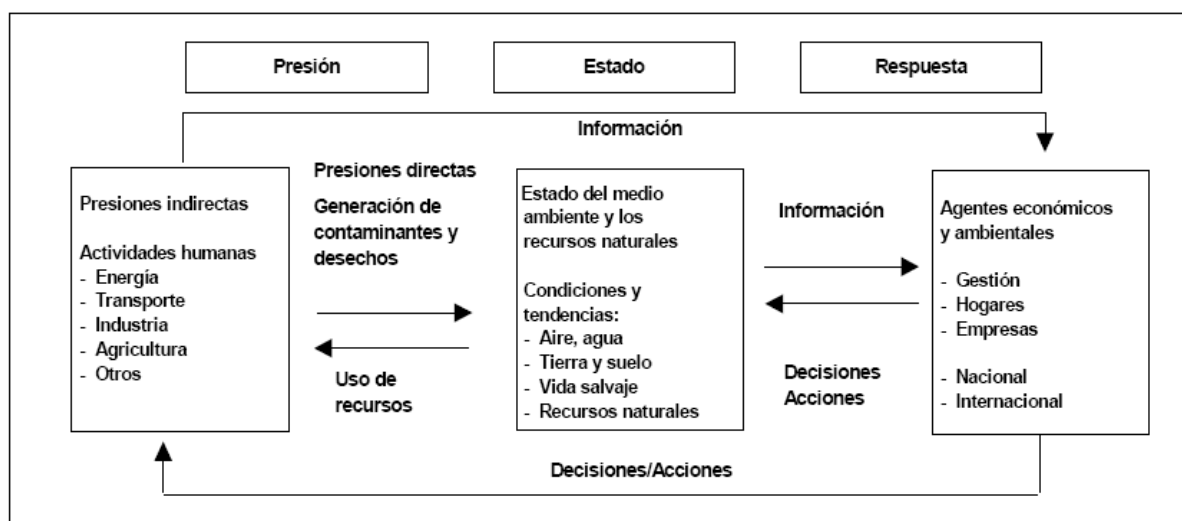 Presión
Estado
Respuesta
Información
Presiones indirectas
Actividades humanas
- Energía
- Transporte
- Industria
- Agricultura
- Otros
Presiones directas
Generación de
contaminantes y
desechos
Uso de
recursos
Estado del medio
ambiente y los
recursos naturales
Condiciones y
tendencias:
- Aire, agua
- Tierra y suelo
- Vida salvaje
- Recursos naturales
Información
Decisiones
Acciones
Agentes económicos
y ambientales
- Gestión
- Hogares
- Empresas
- Nacional
- Internacional
Decisiones/Acciones